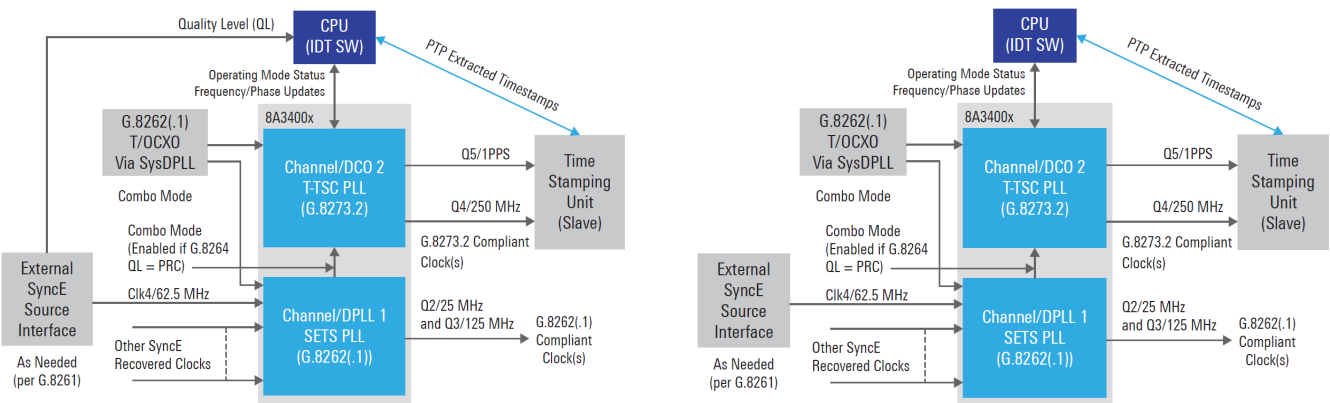 Quality Level (QL)
CPU
(IDT SW)
PTP Extracted Timestamps
Operating Mode Status
Frequency/Phase Updates
8A3400x
G.8262(.1)
T/OCXO
Via SysDPLL
Channel/DCO 2
T-TSC PLL
(G.8273.2)
Q5/1PPS
Q4/250 MHz
Time
Stamping
Unit
(Slave)
Combo Mode
Combo Mode
(Enabled if G.8264
QL = PRC)
G.8273.2 Compliant
Clock(s)
External
SyncE
Source
Interface
Clk4/62.5 MHz
Channel/DPLL 1
SETS PLL
(G.8262(.1))
Q2/25 MHz
and Q3/125 MHz
G.8262(.1)
Compliant
Clock(s)
As Needed
(per G.8261)
Other SyncE
Recovered Clocks
CPU
(IDT SW)
PTP Extracted Timestamps
Operating Mode Status
Frequency/Phase Updates
8A3400x
G.8262(.1)
T/OCXO
Via SysDPLL
Channel/DCO 2
T-TSC PLL
(G.8273.2)
Q5/1PPS
Q4/250 MHz
Time
Stamping
Unit
(Slave)
Combo Mode
Combo Mode
(Enabled if G.8264
QL = PRC)
G.8273.2 Compliant
Clock(s)
External
SyncE
Source
Interface
Clk4/62.5 MHz
Channel/DPLL 1
SETS PLL
(G.8262(.1))
Q2/25 MHz
and Q3/125 MHz
G.8262(.1)
Compliant
Clock(s)
As Needed
(per G.8261)
Other SyncE
Recovered Clocks